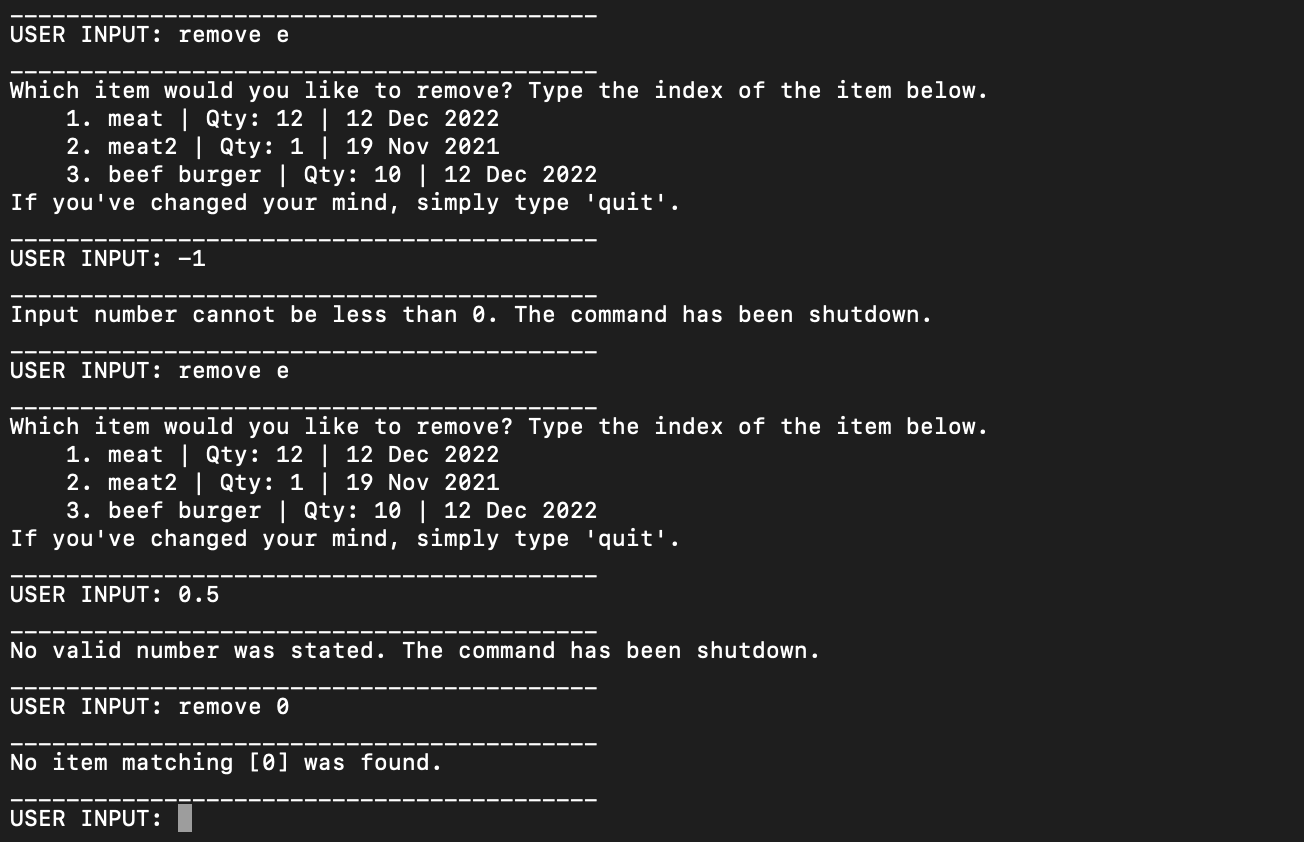 __________________________________________
USER INPUT: remove e
__________________________________________
Which item would you like to remove? Type the index of the item below.
    1. meat | Qty: 12 | 12 Dec 2022
    2. meat2 | Qty: 1 | 19 Nov 2021
    3. beef burger | Qty: 10 | 12 Dec 2022
If you've changed your mind, simply type 'quit'.
__________________________________________
USER INPUT: -1
__________________________________________
Input number cannot be less than 0. The command has been shutdown.
__________________________________________
USER INPUT: remove e
__________________________________________
Which item would you like to remove? Type the index of the item below.
    1. meat | Qty: 12 | 12 Dec 2022
    2. meat2 | Qty: 1 | 19 Nov 2021
    3. beef burger | Qty: 10 | 12 Dec 2022
If you've changed your mind, simply type 'quit'.
__________________________________________
USER INPUT: 0.5
__________________________________________
No valid number was stated. The command has been shutdown.
__________________________________________
USER INPUT: remove 0
__________________________________________
No item matching [0] was found.
__________________________________________
USER INPUT: